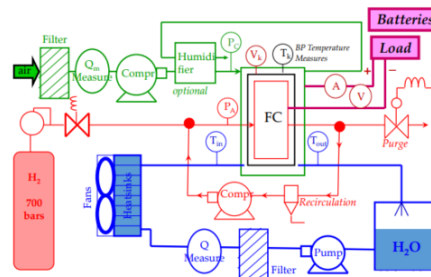 Filter
Batteries
air
Qm
Measure
Compr
Humidi
fier
optional
PC
Vk
Tk
BP Temperature
Measures
Load
+
−
A
V
PA
FC
Purge
H2
700
bars
Fans
Heatsinks
Tin
Tout
Compr
Recirculation
Q
Measure
Filter
Pump
H2O